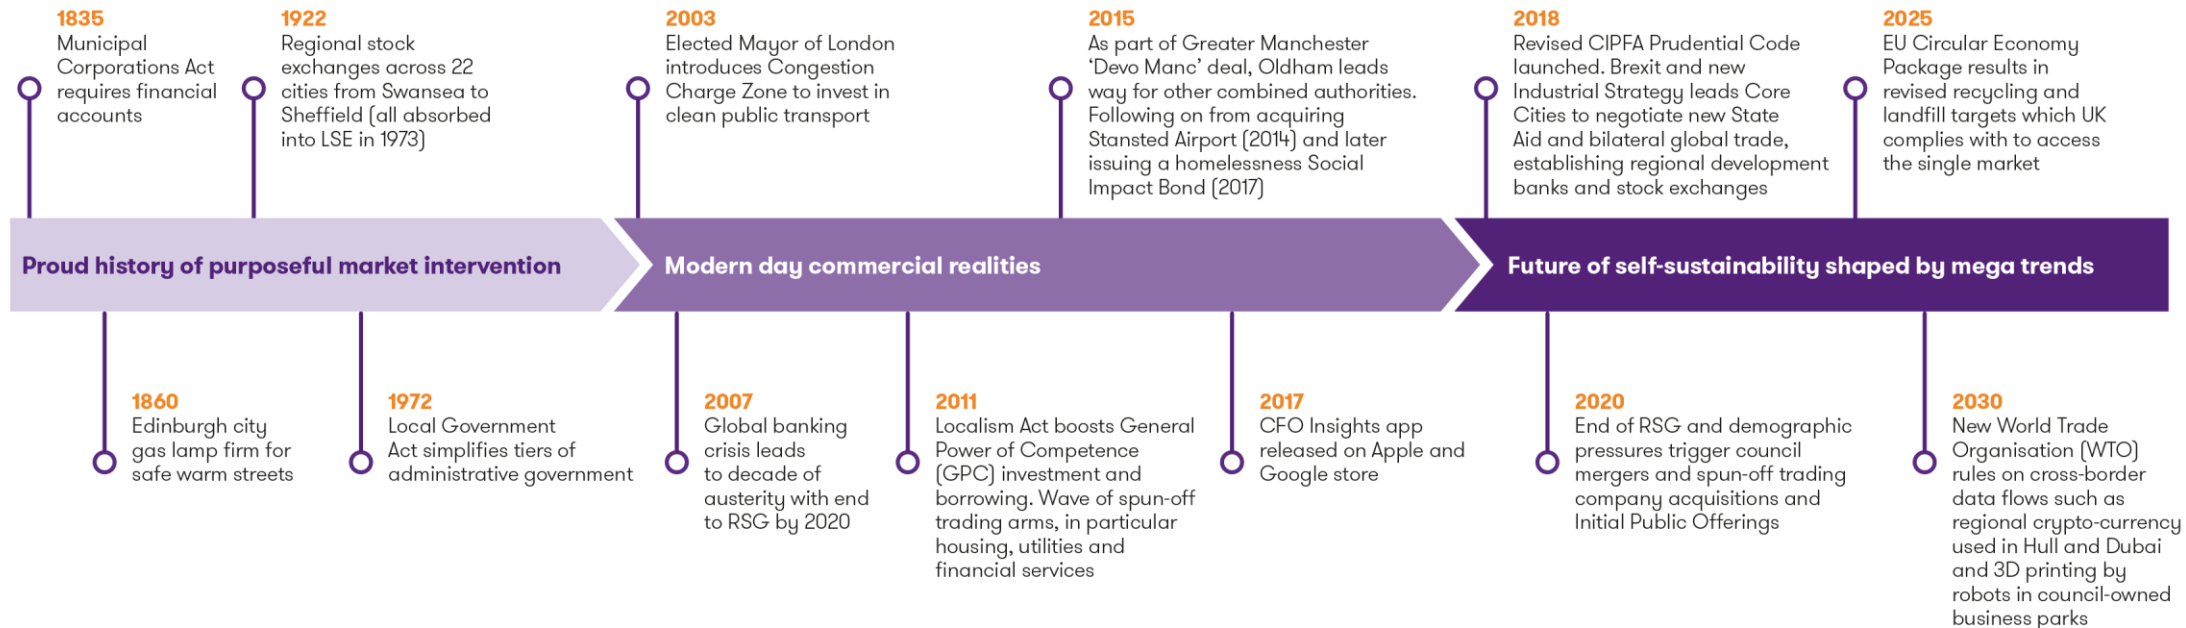 1835
Municipal
Corporations Act
requires financial
accounts
1922
Regional stock
exchanges across 22
cities from Swansea to
Sheffield (all absorbed
into LSE in 1973)
2003
Elected Mayor of London
introduces Congestion
Charge Zone to invest in
clean public transport
2015
As part of Greater Manchester
‘Devo Manc’ deal, Oldham leads
way for other combined authorities.
Following on from acquiring
Stansted Airport (2014) and later
issuing a homelessness Social
Impact Bond (2017)
2018
Revised CIPFA Prudential Code
launched. Brexit and new
Industrial Strategy leads Core
Cities to negotiate new State
Aid and bilateral global trade,
establishing regional development
banks and stock exchanges
2025
EU Circular Economy
Package results in
revised recycling and
landfill targets which UK
complies with to access
the single market
Proud history of purposeful market intervention
Modern day commercial realities
Future of self-sustainability shaped by mega trends
1860
Edinburgh city
gas lamp firm for
safe warm streets
1972
Local Government
Act simplifies tiers of
administrative government
2007
Global banking
crisis leads
to decade of
austerity with end
to RSG by 2020
2011
Localism Act boosts General
Power of Competence
(GPC) investment and
borrowing. Wave of spun-off
trading arms, in particular
housing, utilities and
financial services
2017
CFO Insights app
released on Apple and
Google store
2020
End of RSG and demographic
pressures trigger council
mergers and spun-off trading
company acquisitions and
Initial Public Offerings
2030
New World Trade
Organisation (WTO)
rules on cross-border
data flows such as
regional crypto-currency
used in Hull and Dubai
and 3D printing by
robots in council-owned
business parks